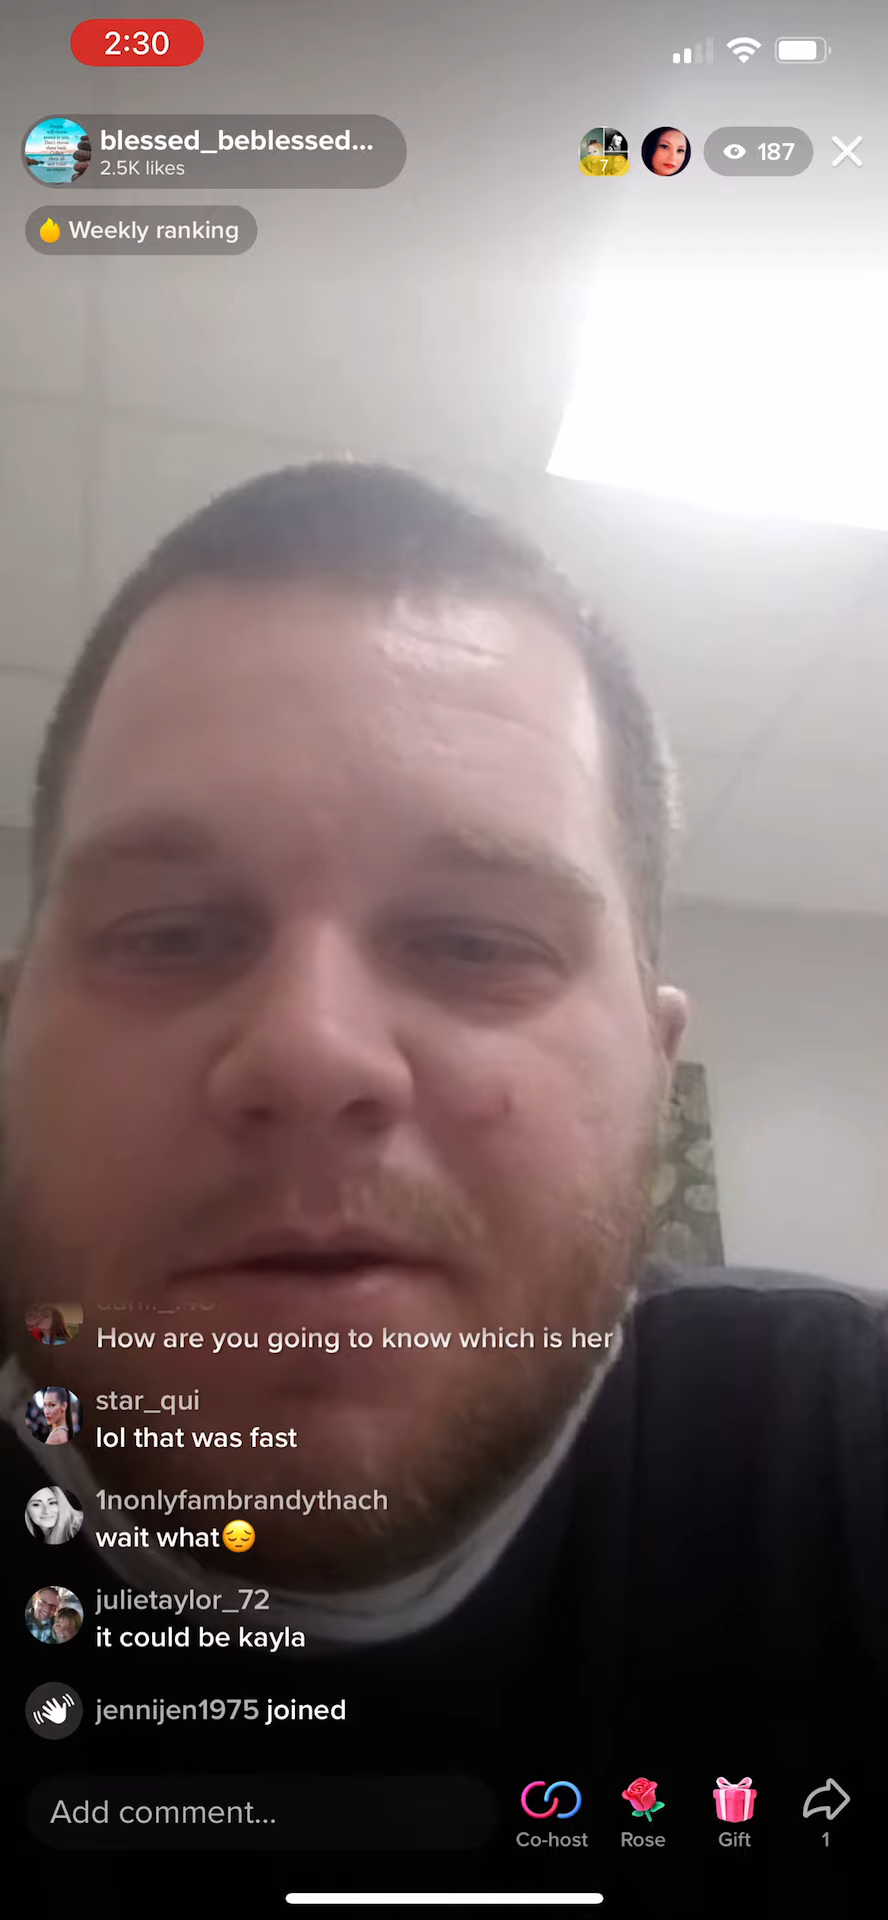 2:30
blessed_beblessed...
2.5K likes
7
187
Weekly ranking
How are you going to know which is her
star_qui
lol that was fast
1nonlyfambrandythach
wait what😔
julietaylor_72
it could be kayla
jennijen1975 joined
Add comment...
Co-host
Rose
Gift
1